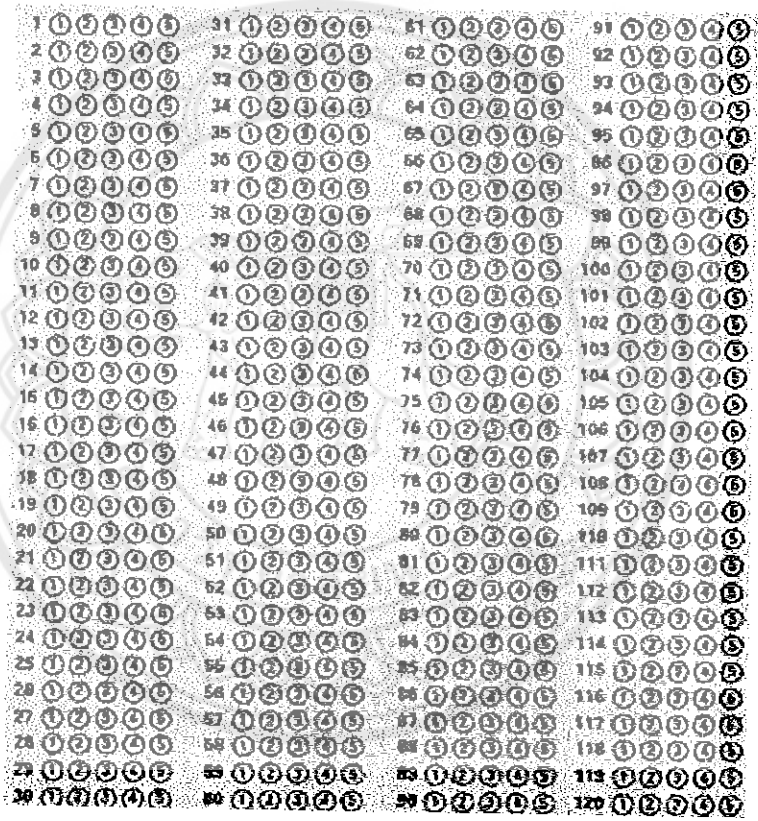 1 ① ② ③ ④ ⑤ 31 ① ② ③ ④ ⑤ 61 ① ② ③ ④ ⑤ 91 ① ② ③ ④ ⑤
2 ① ② ③ ④ ⑤ 32 ① ② ③ ④ ⑤ 62 ① ② ③ ④ ⑤ 92 ① ② ③ ④ ⑤
3 ① ② ③ ④ ⑤ 33 ① ② ③ ④ ⑤ 63 ① ② ③ ④ ⑤ 93 ① ② ③ ④ ⑤
4 ① ② ③ ④ ⑤ 34 ① ② ③ ④ ⑤ 64 ① ② ③ ④ ⑤ 94 ① ② ③ ④ ⑤
5 ① ② ③ ④ ⑤ 35 ① ② ③ ④ ⑤ 65 ① ② ③ ④ ⑤ 95 ① ② ③ ④ ⑤
6 ① ② ③ ④ ⑤ 36 ① ② ③ ④ ⑤ 66 ① ② ③ ④ ⑤ 96 ① ② ③ ④ ⑤
7 ① ② ③ ④ ⑤ 37 ① ② ③ ④ ⑤ 67 ① ② ③ ④ ⑤ 97 ① ② ③ ④ ⑤
8 ① ② ③ ④ ⑤ 38 ① ② ③ ④ ⑤ 68 ① ② ③ ④ ⑤ 98 ① ② ③ ④ ⑤
9 ① ② ③ ④ ⑤ 39 ① ② ③ ④ ⑤ 69 ① ② ③ ④ ⑤ 99 ① ② ③ ④ ⑤
10 ① ② ③ ④ ⑤ 40 ① ② ③ ④ ⑤ 70 ① ② ③ ④ ⑤ 100 ① ② ③ ④ ⑤
11 ① ② ③ ④ ⑤ 41 ① ② ③ ④ ⑤ 71 ① ② ③ ④ ⑤ 101 ① ② ③ ④ ⑤
12 ① ② ③ ④ ⑤ 42 ① ② ③ ④ ⑤ 72 ① ② ③ ④ ⑤ 102 ① ② ③ ④ ⑤
13 ① ② ③ ④ ⑤ 43 ① ② ③ ④ ⑤ 73 ① ② ③ ④ ⑤ 103 ① ② ③ ④ ⑤
14 ① ② ③ ④ ⑤ 44 ① ② ③ ④ ⑤ 74 ① ② ③ ④ ⑤ 104 ① ② ③ ④ ⑤
15 ① ② ③ ④ ⑤ 45 ① ② ③ ④ ⑤ 75 ① ② ③ ④ ⑤ 105 ① ② ③ ④ ⑤
16 ① ② ③ ④ ⑤ 46 ① ② ③ ④ ⑤ 76 ① ② ③ ④ ⑤ 106 ① ② ③ ④ ⑤
17 ① ② ③ ④ ⑤ 47 ① ② ③ ④ ⑤ 77 ① ② ③ ④ ⑤ 107 ① ② ③ ④ ⑤
18 ① ② ③ ④ ⑤ 48 ① ② ③ ④ ⑤ 78 ① ② ③ ④ ⑤ 108 ① ② ③ ④ ⑤
19 ① ② ③ ④ ⑤ 49 ① ② ③ ④ ⑤ 79 ① ② ③ ④ ⑤ 109 ① ② ③ ④ ⑤
20 ① ② ③ ④ ⑤ 50 ① ② ③ ④ ⑤ 80 ① ② ③ ④ ⑤ 110 ① ② ③ ④ ⑤
21 ① ② ③ ④ ⑤ 51 ① ② ③ ④ ⑤ 81 ① ② ③ ④ ⑤ 111 ① ② ③ ④ ⑤
22 ① ② ③ ④ ⑤ 52 ① ② ③ ④ ⑤ 82 ① ② ③ ④ ⑤ 112 ① ② ③ ④ ⑤
23 ① ② ③ ④ ⑤ 53 ① ② ③ ④ ⑤ 83 ① ② ③ ④ ⑤ 113 ① ② ③ ④ ⑤
24 ① ② ③ ④ ⑤ 54 ① ② ③ ④ ⑤ 84 ① ② ③ ④ ⑤ 114 ① ② ③ ④ ⑤
25 ① ② ③ ④ ⑤ 55 ① ② ③ ④ ⑤ 85 ① ② ③ ④ ⑤ 115 ① ② ③ ④ ⑤
26 ① ② ③ ④ ⑤ 56 ① ② ③ ④ ⑤ 86 ① ② ③ ④ ⑤ 116 ① ② ③ ④ ⑤
27 ① ② ③ ④ ⑤ 57 ① ② ③ ④ ⑤ 87 ① ② ③ ④ ⑤ 117 ① ② ③ ④ ⑤
28 ① ② ③ ④ ⑤ 58 ① ② ③ ④ ⑤ 88 ① ② ③ ④ ⑤ 118 ① ② ③ ④ ⑤
29 ① ② ③ ④ ⑤ 59 ① ② ③ ④ ⑤ 89 ① ② ③ ④ ⑤ 119 ① ② ③ ④ ⑤
30 ① ② ③ ④ ⑤ 60 ① ② ③ ④ ⑤ 90 ① ② ③ ④ ⑤ 120 ① ② ③ ④ ⑤